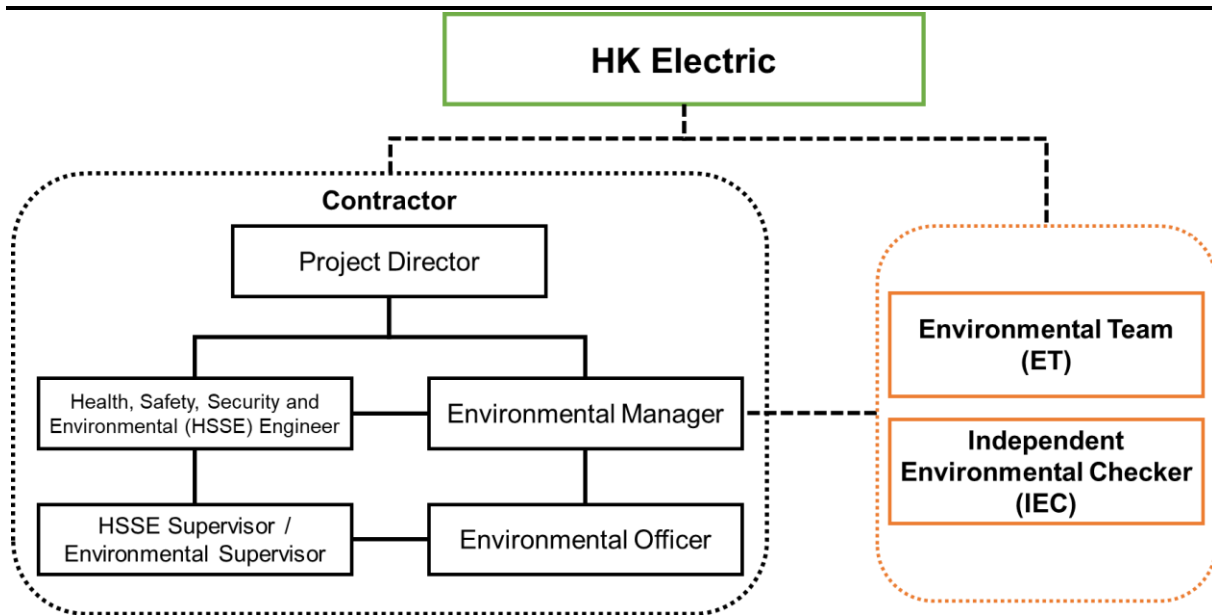 HK Electric
Contractor
Project Director
Health, Safety, Security and
Environmental (HSSE) Engineer
Environmental Manager
HSSE Supervisor /
Environmental Supervisor
Environmental Officer
Environmental Team
(ET)
Independent
Environmental Checker
(IEC)